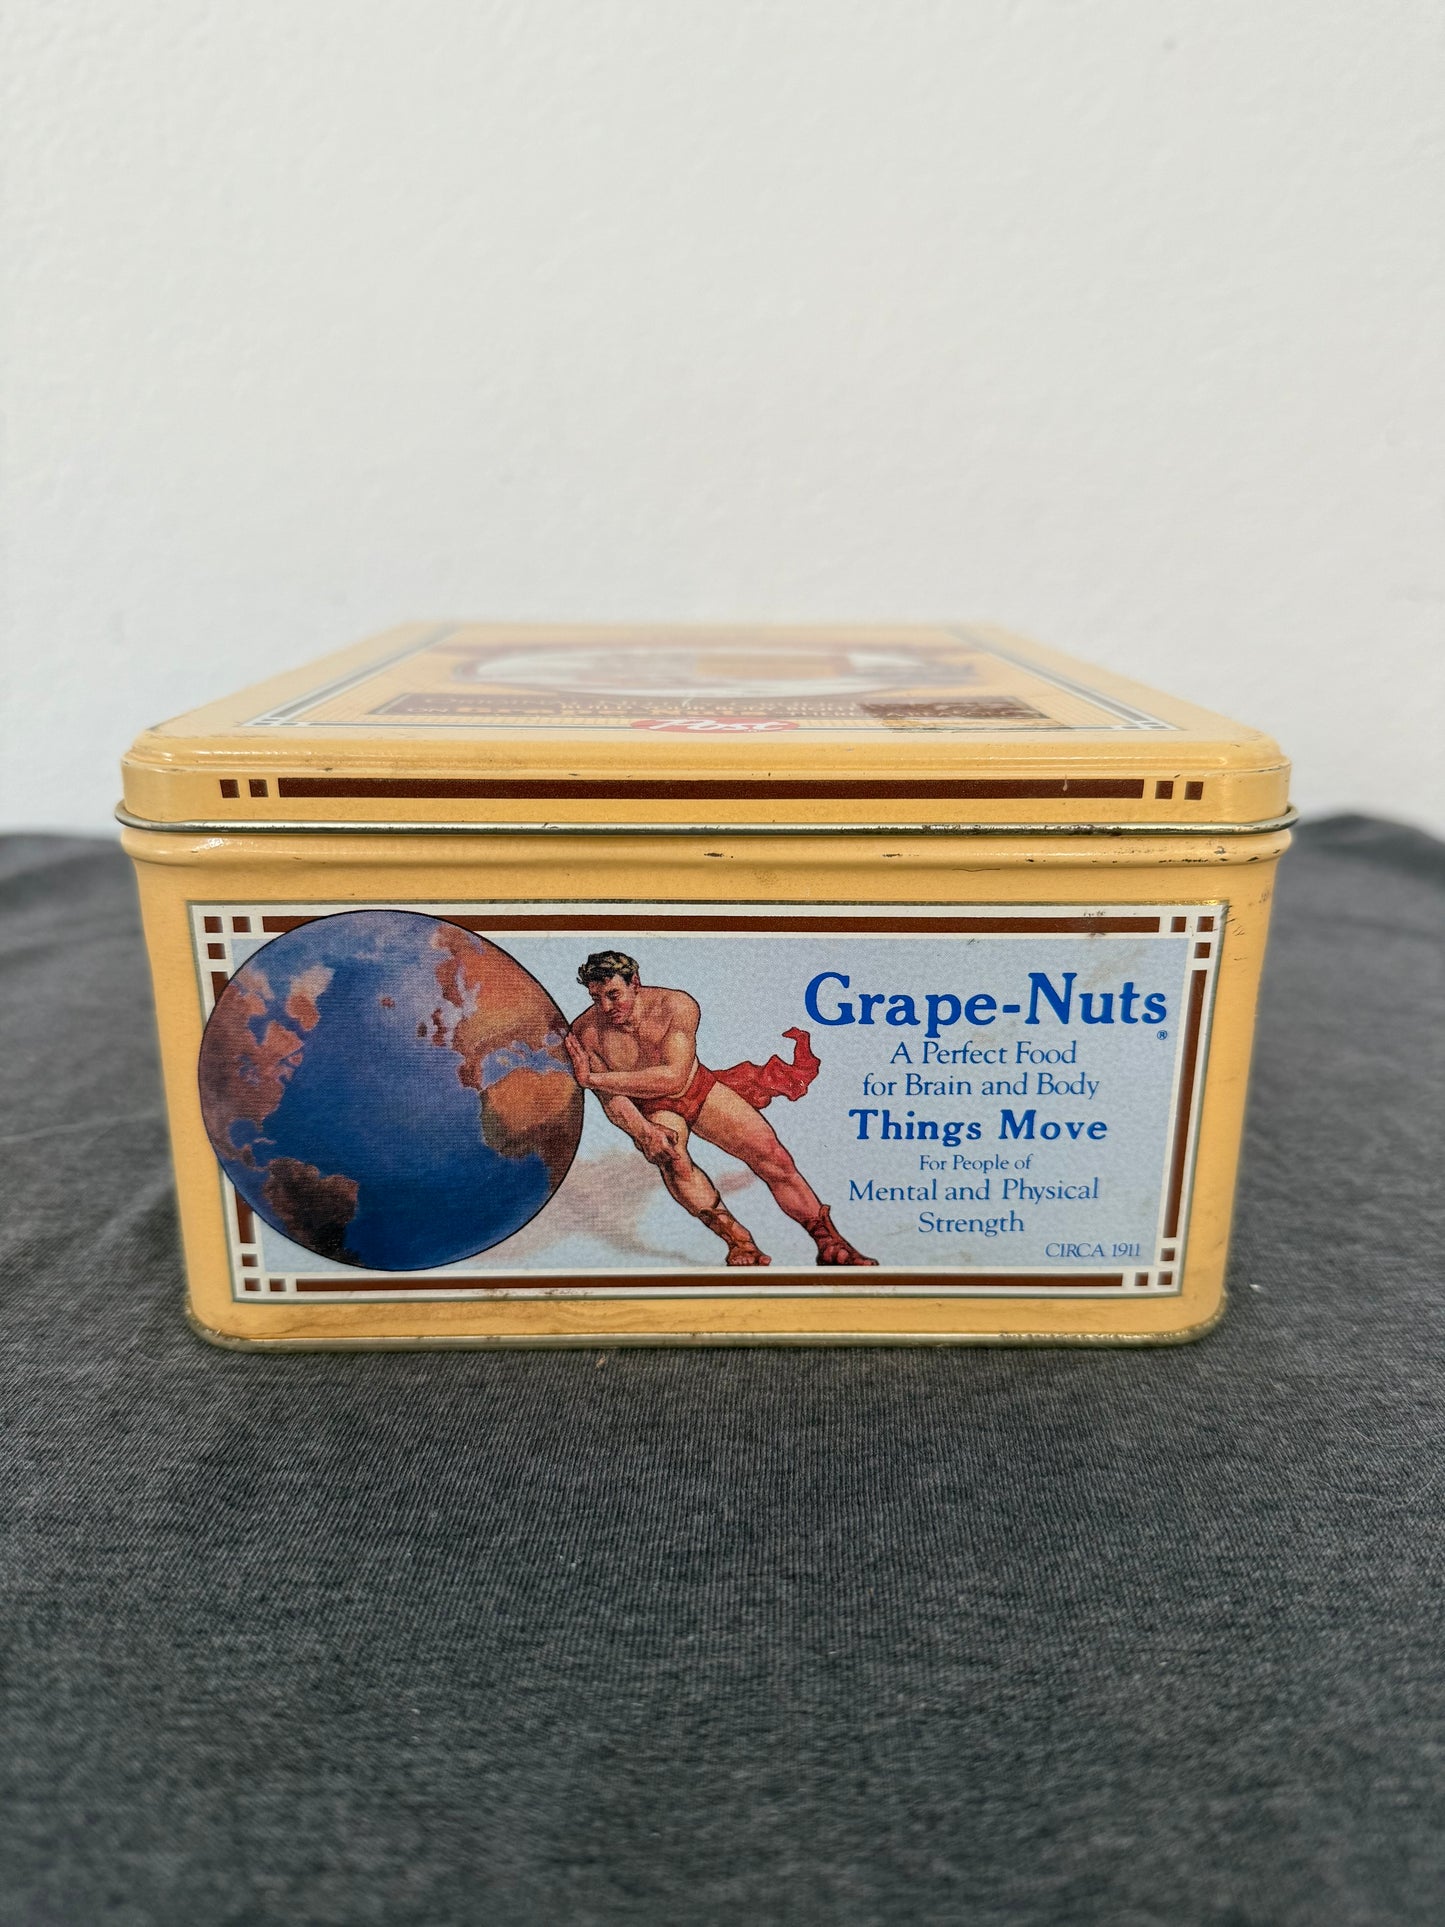 Post
Grape-Nuts®
A Perfect Food
for Brain and Body
Things Move
For People of
Mental and Physical
Strength
CIRCA 1911